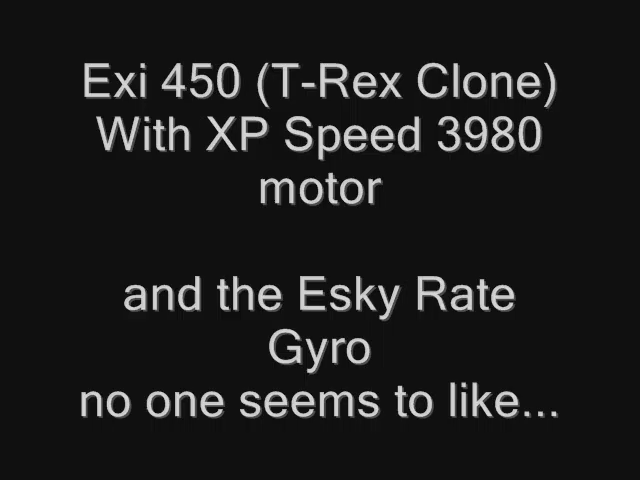 Exi 450 (T-Rex Clone)
With XP Speed 3980
motor
and the Esky Rate
Gyro
no one seems to like...